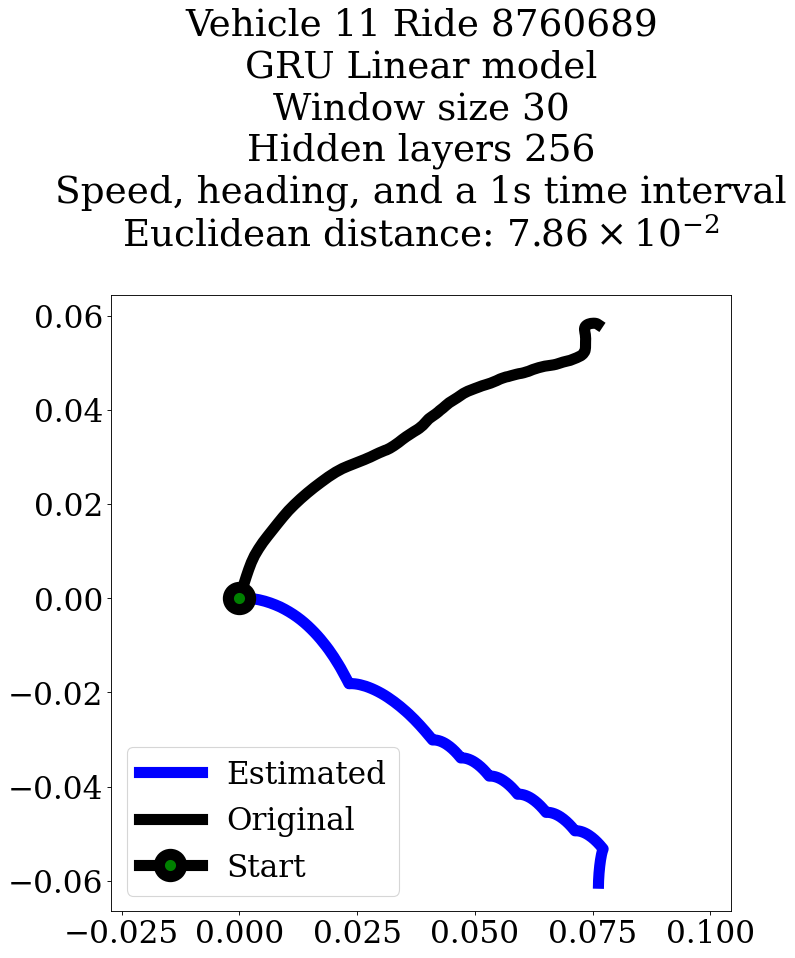 Vehicle 11 Ride 8760689
GRU Linear model
Window size 30
Hidden layers 256
Speed, heading, and a 1s time interval
Euclidean distance: 7.86 × 10⁻²
0.06
0.04
0.02
0.00
−0.02
−0.04
−0.06
Estimated
Original
Start
−0.025 0.000 0.025 0.050 0.075 0.100